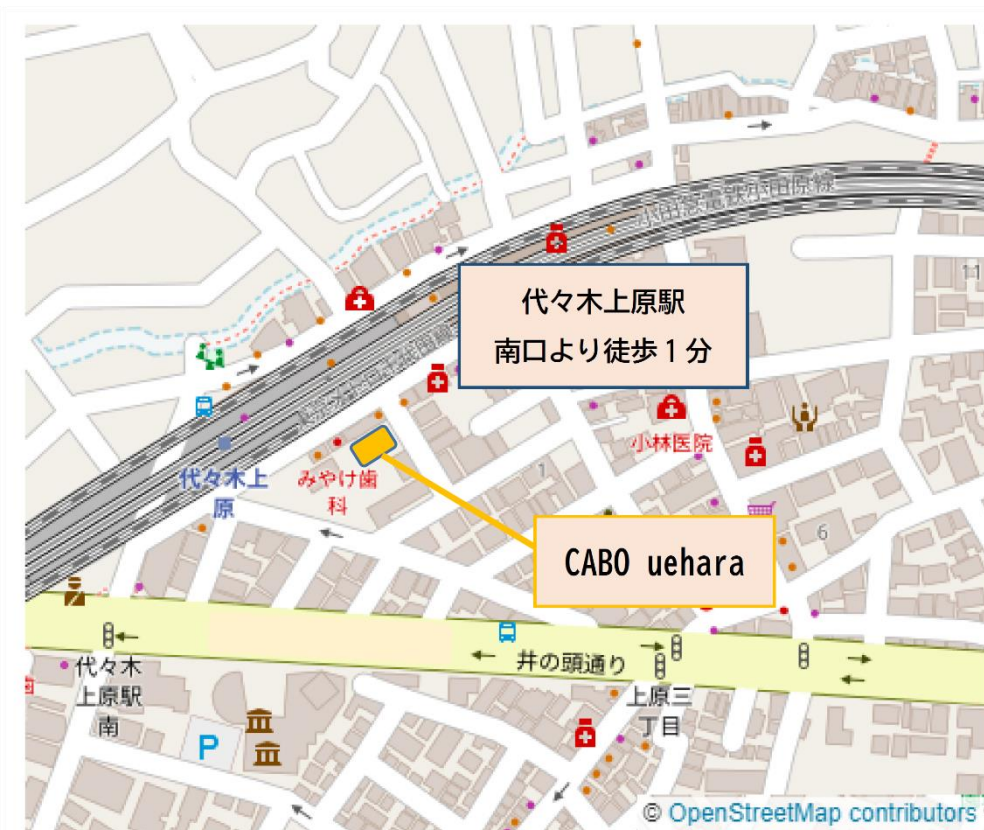 小田急電鉄小田原線
11
代々木上原駅
南口より徒歩1分
小林医院
代々木上
原
みやけ歯
科
1
6
CABO uehara
井の頭通り
代々木
上原駅
南
上原三
丁目
P
© OpenStreetMap contributors